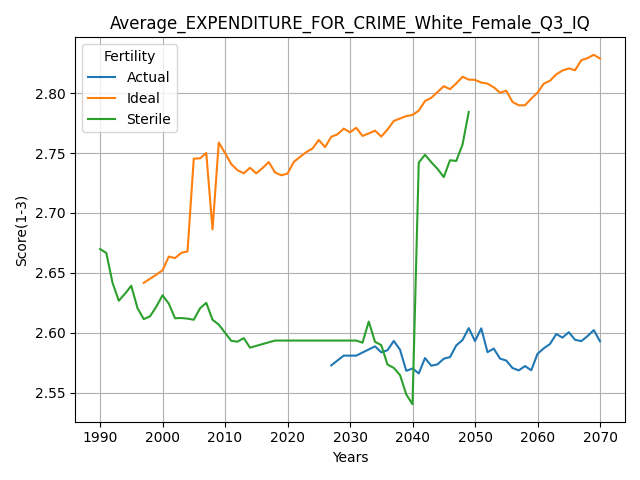 Average_EXPENDITURE_FOR_CRIME_White_Female_Q3_IQ
Fertility
Actual
Ideal
Sterile
Score(1-3)
2.80
2.75
2.70
2.65
2.60
2.55
1990 2000 2010 2020 2030 2040 2050 2060 2070
Years